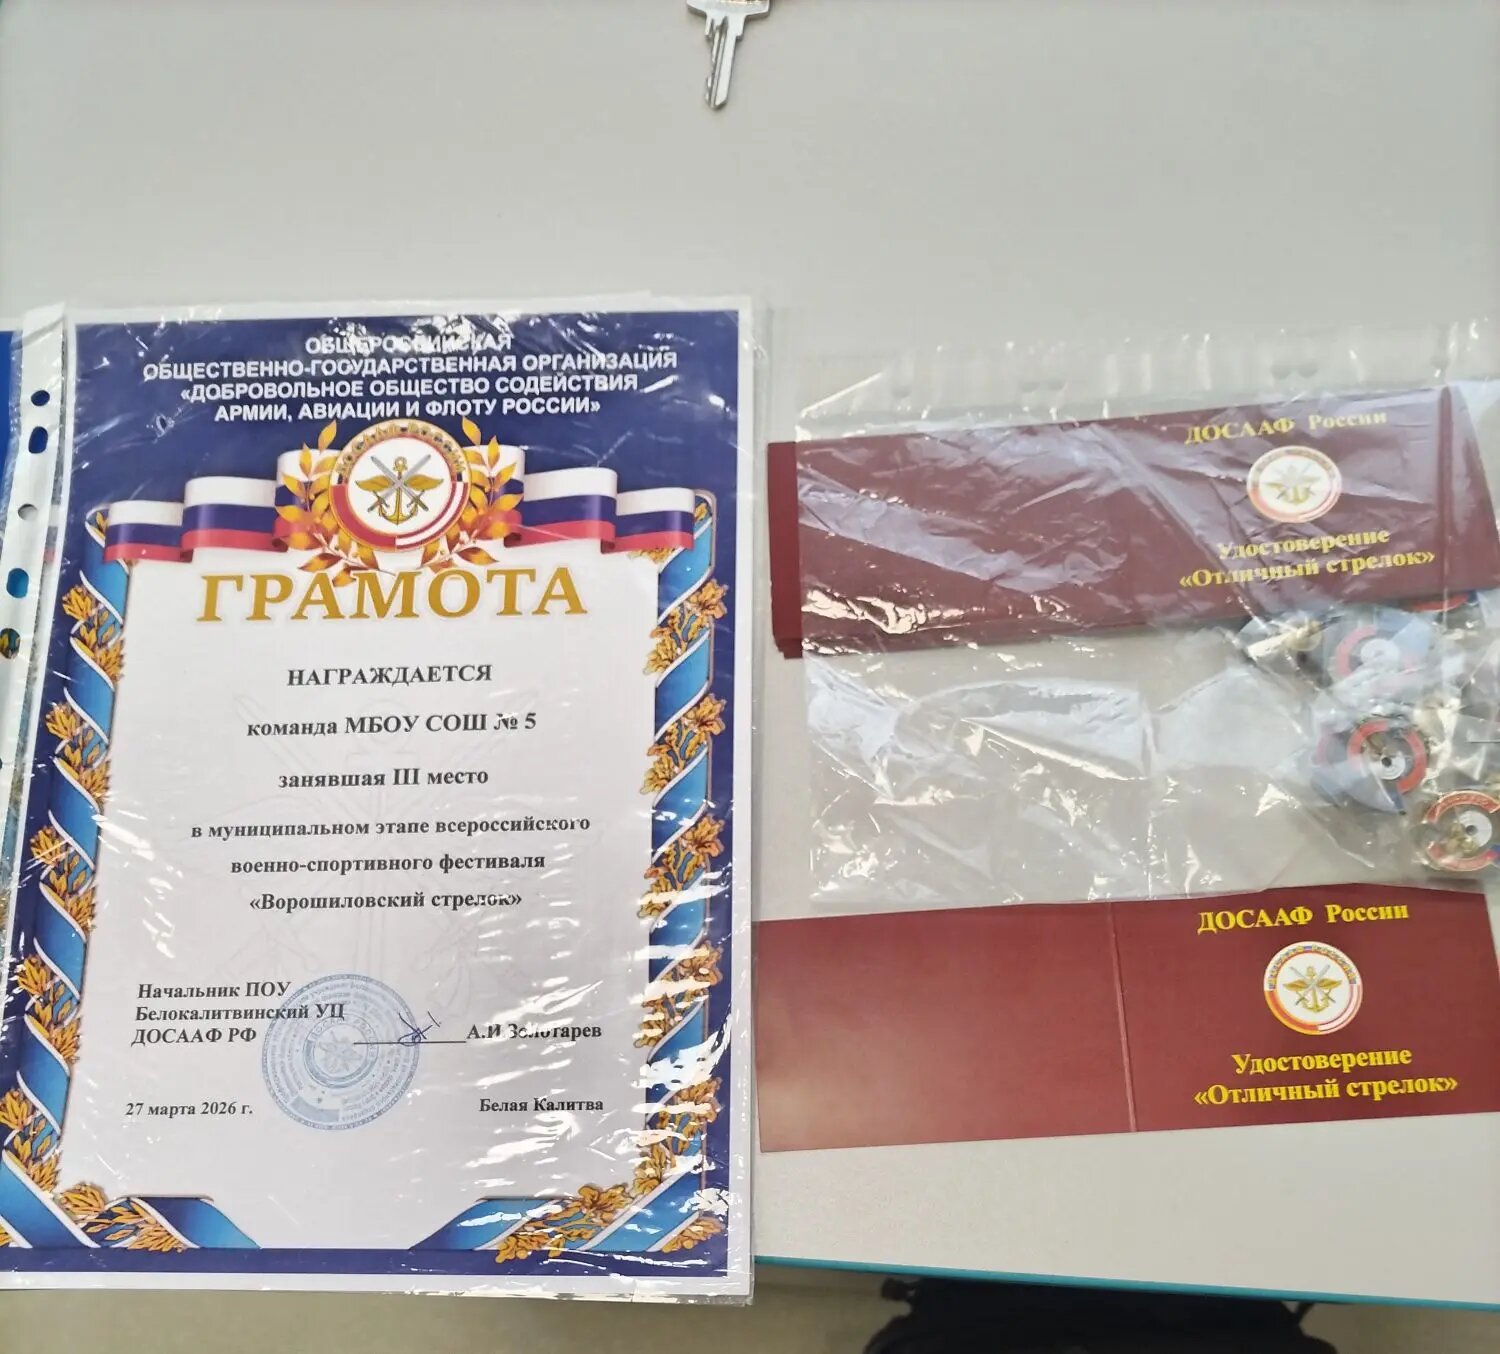 ОБЩЕРОССИЙСКАЯ
ОБЩЕСТВЕННО-ГОСУДАРСТВЕННАЯ ОРГАНИЗАЦИЯ
«ДОБРОВОЛЬНОЕ ОБЩЕСТВО СОДЕЙСТВИЯ
АРМИИ, АВИАЦИИ И ФЛОТУ РОССИИ»
ГРАМОТА
НАГРАЖДАЕТСЯ
команда МБОУ СОШ № 5
занявшая III место
в муниципальном этапе всероссийского
военно-спортивного фестиваля
«Ворошиловский стрелок»
Начальник ПОУ
Белокалитвинский УЦ
ДОСААФ РФ
А.И.Золотарев
27 марта 2026 г.
Белая Калитва
ДОСААФ России
Удостоверение
«Отличный стрелок»
ДОСААФ России
Удостоверение
«Отличный стрелок»